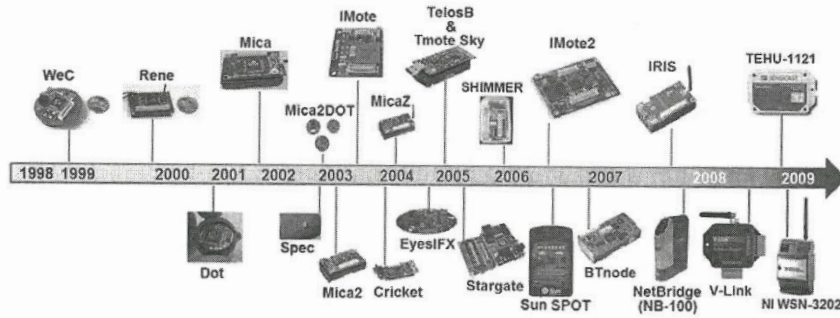 TelosB
&
Tmote Sky
IMote
Mica
IMote2
TEHU-1121
WeC
Rene
IRIS
SHIMMER
Mica2DOT
MicaZ
1998 1999 2000 2001 2002 2003 2004 2005 2006 2007 2008 2009
Dot
Spec
Mica2
Cricket
EyesIFX
Stargate
Sun SPOT
BTnode
NetBridge
(NB-100)
V-Link
NI WSN-3202